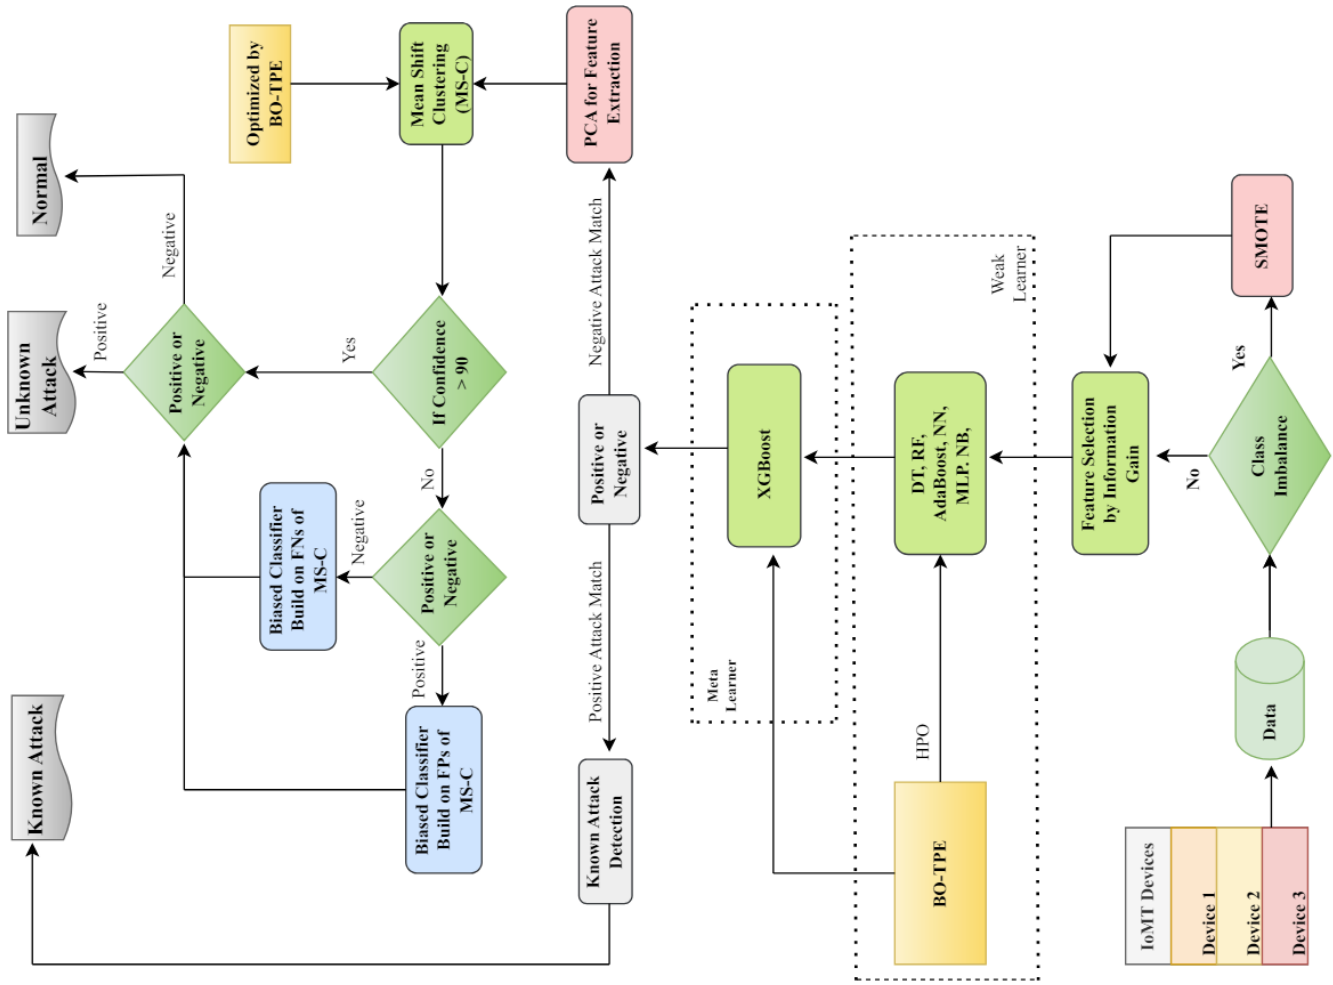 IoMT Devices
Device 1
Device 2
Device 3
Data
Class
Imbalance
Yes
No
SMOTE
Feature Selection
by Information
Gain
BO-TPE
HPO
DT, RF,
AdaBoost, NN,
MLP. NB,
Weak
Learner
Meta
Learner
XGBoost
Positive or
Negative
Positive Attack Match
Negative Attack Match
Known Attack
Detection
Known Attack
PCA for Feature
Extraction
Optimized by
BO-TPE
Mean Shift
Clustering
(MS-C)
If Confidence
> 90
Yes
No
Positive or
Negative
Positive
Negative
Biased Classifier
Build on FPs of
MS-C
Biased Classifier
Build on FNs of
MS-C
Positive or
Negative
Positive
Negative
Unknown
Attack
Normal